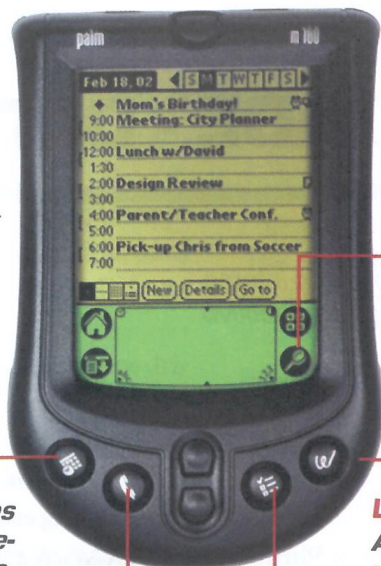 palm m100
Feb 18, 02 S M T W T F S
Mom's Birthday!
9:00 Meeting: City Planner
10:00
12:00 Lunch w/David
1:30
2:00 Design Review
3:00
4:00 Parent/Teacher Conf.
5:00
6:00 Pick-up Chris from Soccer
7:00
New Details Go to